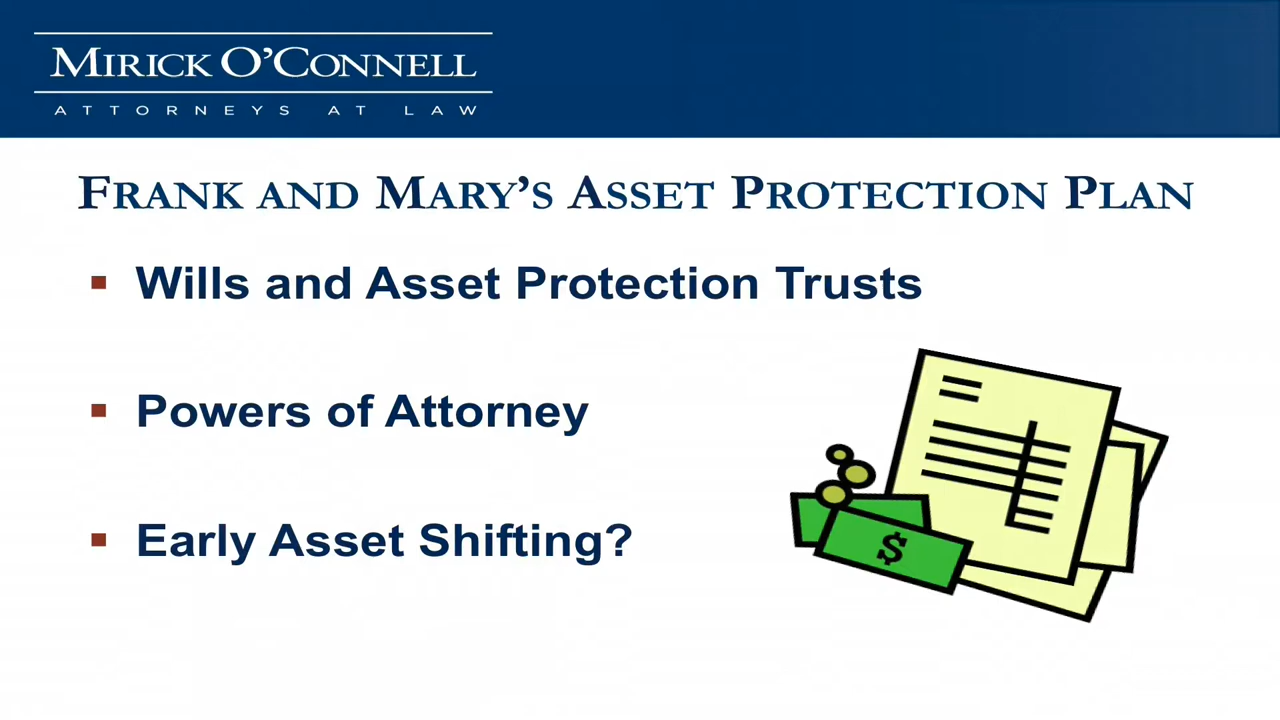 MIRICK O'CONNELL
ATTORNEYS AT LAW
FRANK AND MARY'S ASSET PROTECTION PLAN
Wills and Asset Protection Trusts
Powers of Attorney
Early Asset Shifting?
$